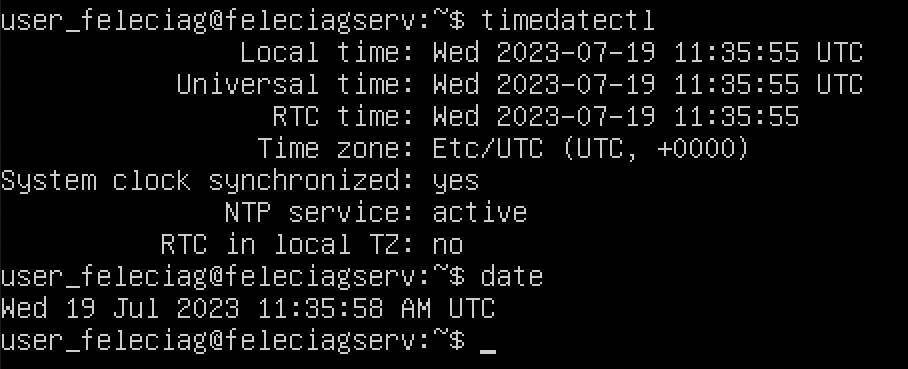 user_feleciag@feleciagserv:~$ timedatectl
Local time: Wed 2023-07-19 11:35:55 UTC
Universal time: Wed 2023-07-19 11:35:55 UTC
RTC time: Wed 2023-07-19 11:35:55
Time zone: Etc/UTC (UTC, +0000)
System clock synchronized: yes
NTP service: active
RTC in local TZ: no
user_feleciag@feleciagserv:~$ date
Wed 19 Jul 2023 11:35:58 AM UTC
user_feleciag@feleciagserv:~$ _